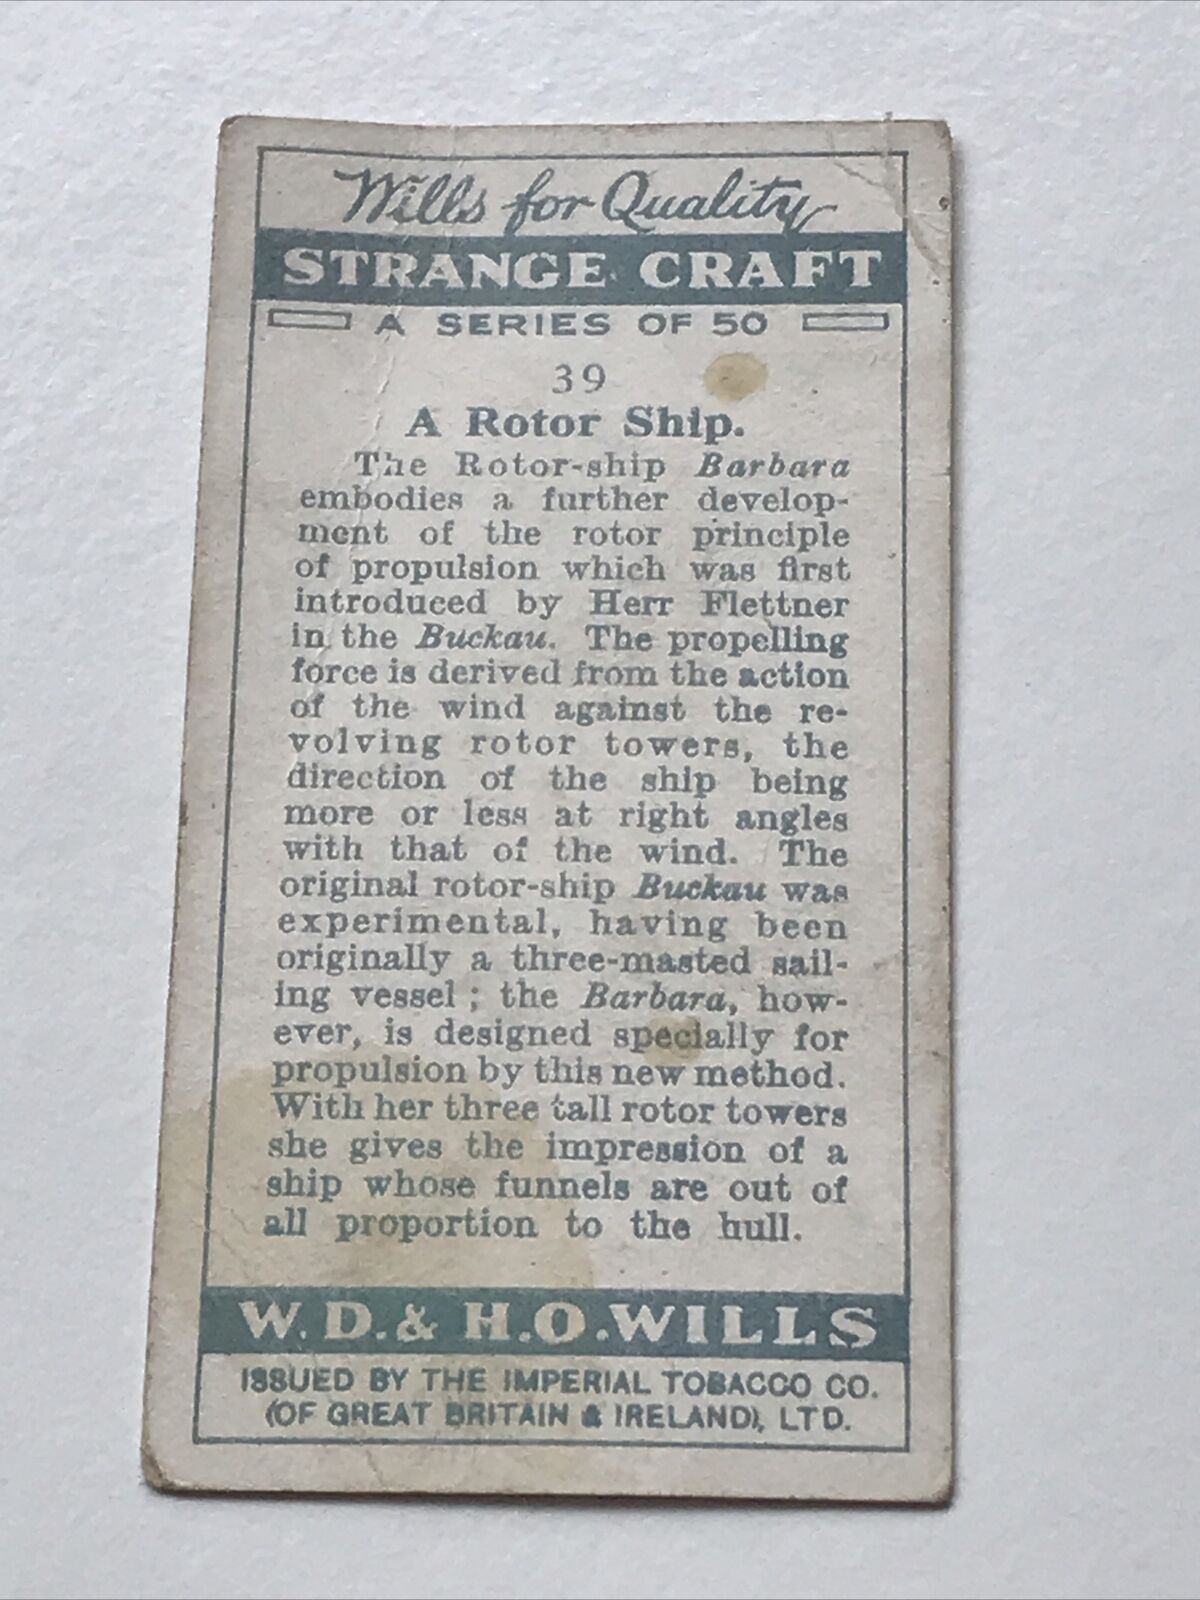 Wills for Quality
STRANGE CRAFT
A SERIES OF 50
39
A Rotor Ship.
The Rotor-ship Barbara
embodies a further develop-
ment of the rotor principle
of propulsion which was first
introduced by Herr Flettner
in the Buckau. The propelling
force is derived from the action
of the wind against the re-
volving rotor towers, the
direction of the ship being
more or less at right angles
with that of the wind. The
original rotor-ship Buckau was
experimental, having been
originally a three-masted sail-
ing vessel ; the Barbara, how-
ever, is designed specially for
propulsion by this new method.
With her three tall rotor towers
she gives the impression of a
ship whose funnels are out of
all proportion to the hull.
W. D. & H. O. WILLS
ISSUED BY THE IMPERIAL TOBACCO CO.
(OF GREAT BRITAIN & IRELAND), LTD.